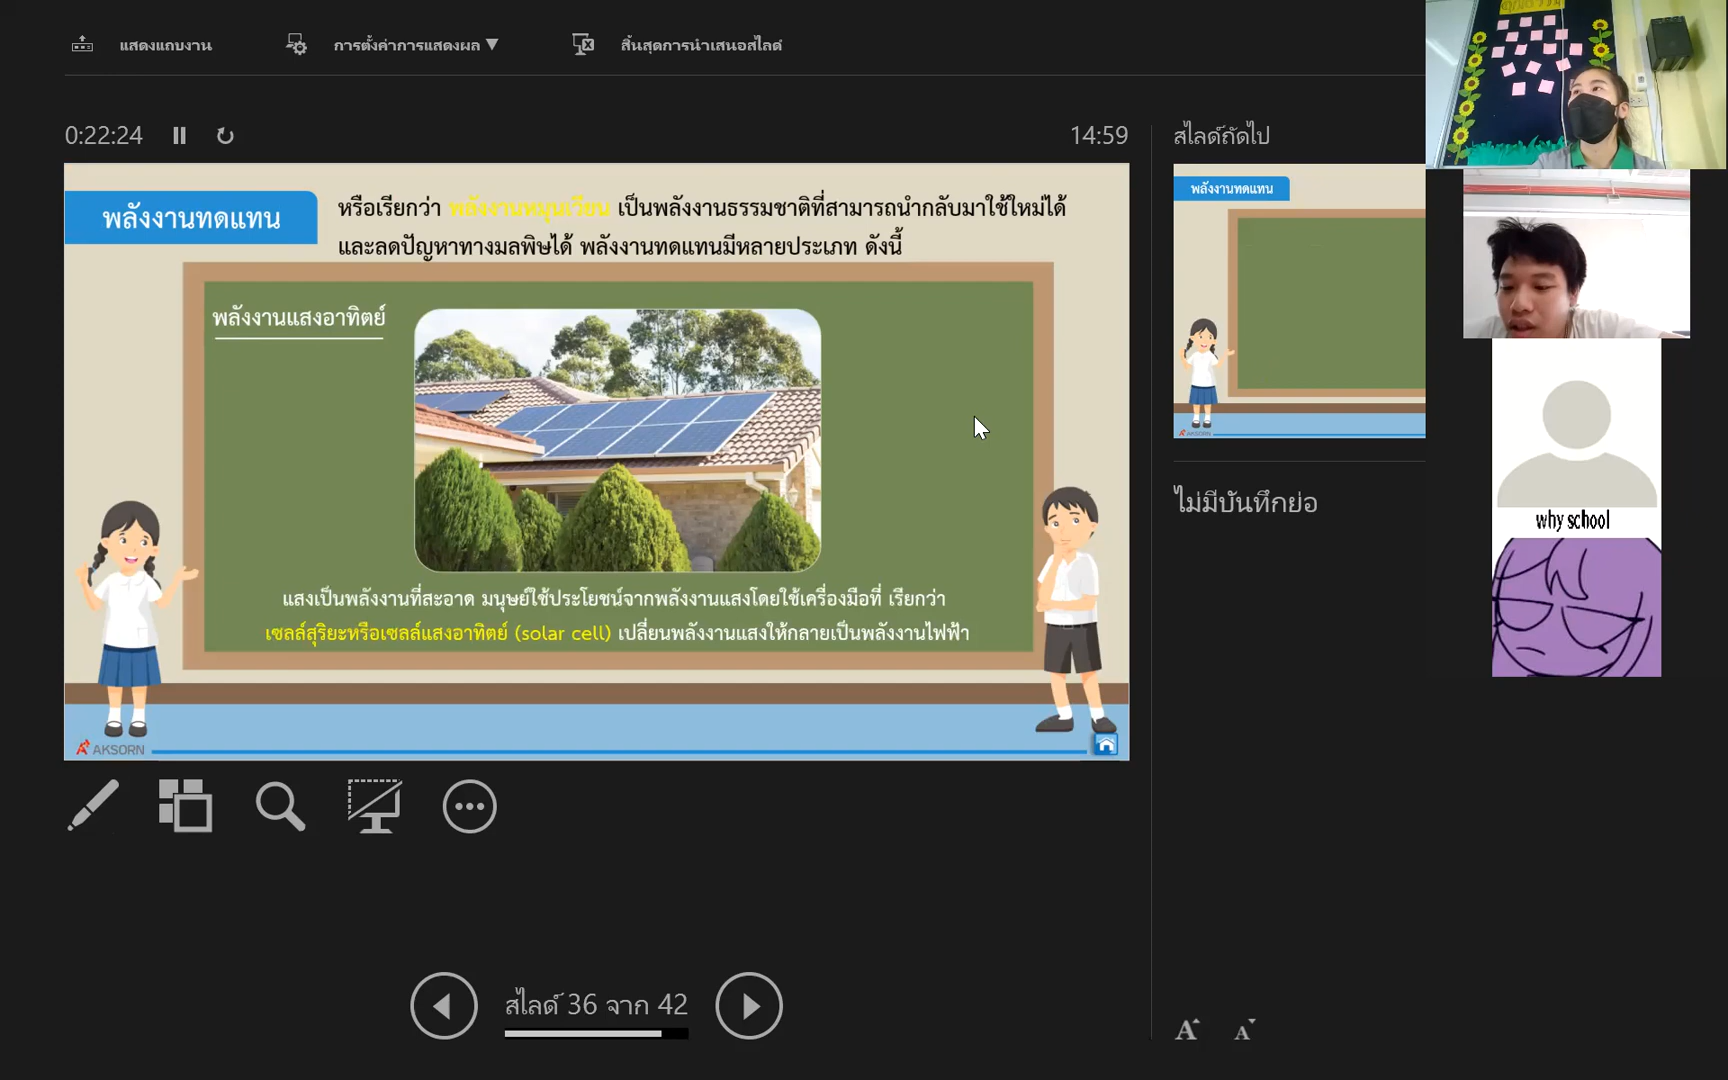 แสดงแถบงาน
การตั้งค่าการแสดงผล ▼
สิ้นสุดการนำเสนอสไลด์
0:22:24
14:59
สไลด์ถัดไป
พลังงานทดแทน
หรือเรียกว่า พลังงานหมุนเวียน เป็นพลังงานธรรมชาติที่สามารถนำกลับมาใช้ใหม่ได้
และลดปัญหาทางมลพิษได้ พลังงานทดแทนมีหลายประเภท ดังนี้
พลังงานแสงอาทิตย์
แสงเป็นพลังงานที่สะอาด มนุษย์ใช้ประโยชน์จากพลังงานแสงโดยใช้เครื่องมือที่ เรียกว่า
เซลล์สุริยะหรือเซลล์แสงอาทิตย์ (solar cell) เปลี่ยนพลังงานแสงให้กลายเป็นพลังงานไฟฟ้า
AKSORN
พลังงานทดแทน
AKSORN
ไม่มีบันทึกย่อ
why school
สไลด์ 36 จาก 42
A A